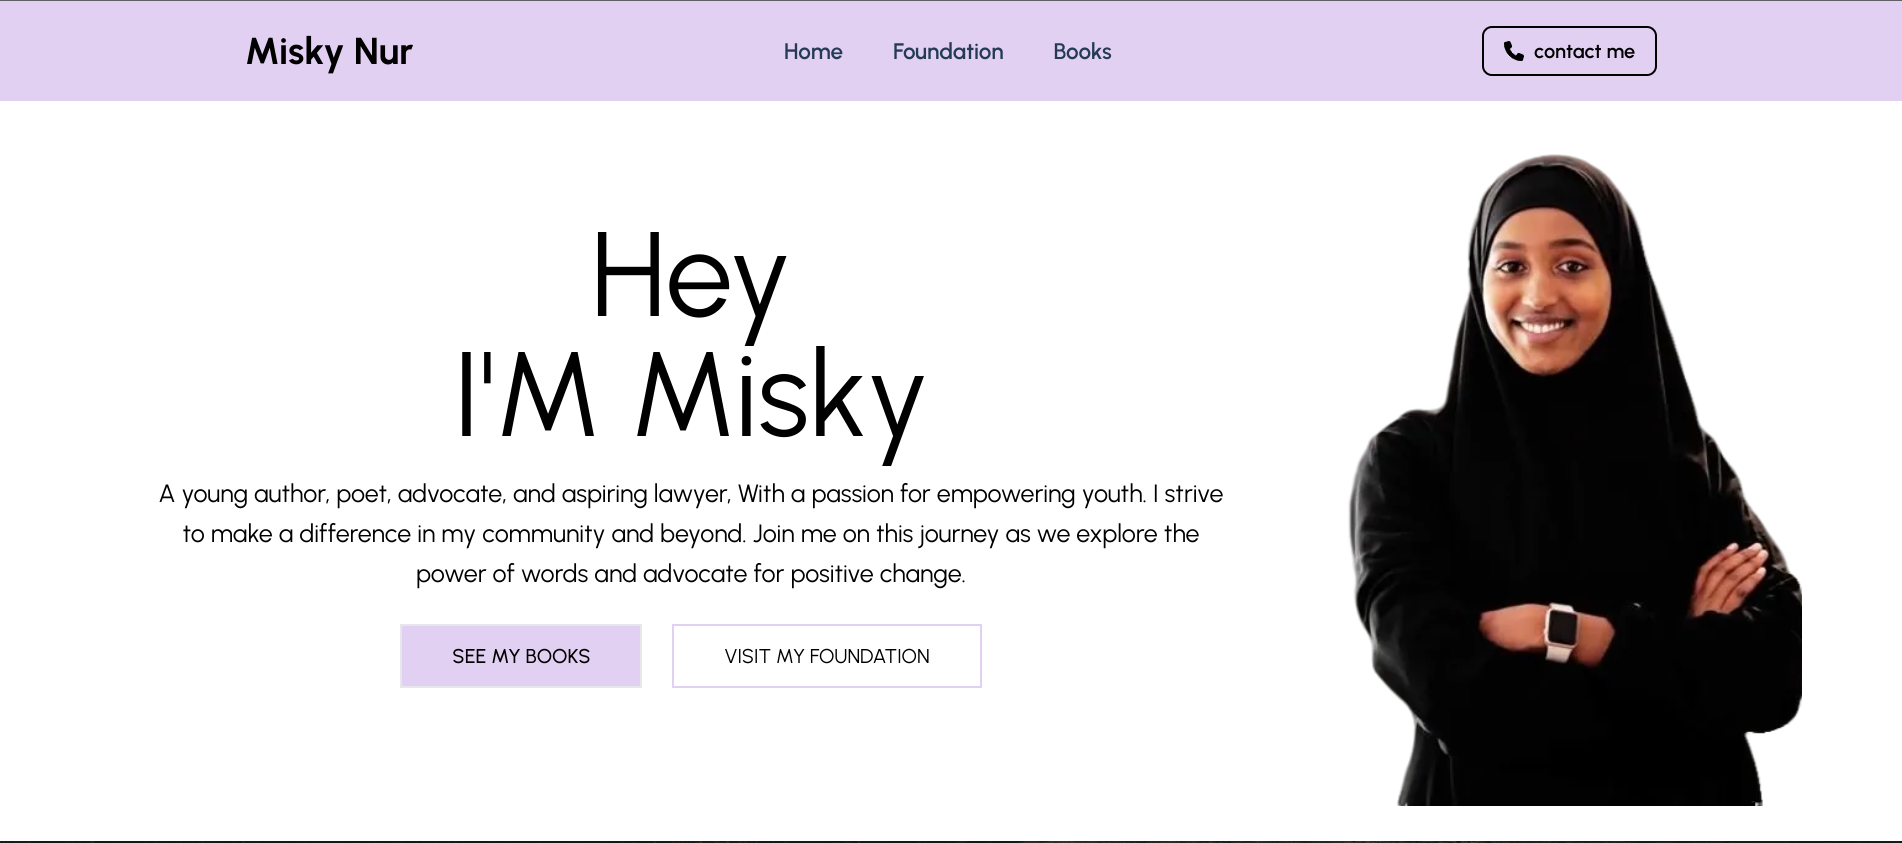 Misky Nur
Home
Foundation
Books
contact me
Hey
I'M Misky
A young author, poet, advocate, and aspiring lawyer, With a passion for empowering youth. I strive
to make a difference in my community and beyond. Join me on this journey as we explore the
power of words and advocate for positive change.
SEE MY BOOKS
VISIT MY FOUNDATION